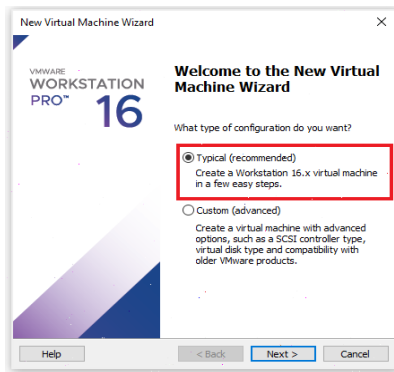 New Virtual Machine Wizard
VMWARE
WORKSTATION
PRO™ 16
Welcome to the New Virtual
Machine Wizard
What type of configuration do you want?
Typical (recommended)
Create a Workstation 16.x virtual machine
in a few easy steps.
Custom (advanced)
Create a virtual machine with advanced
options, such as a SCSI controller type,
virtual disk type and compatibility with
older VMware products.
Help
< Back
Next >
Cancel